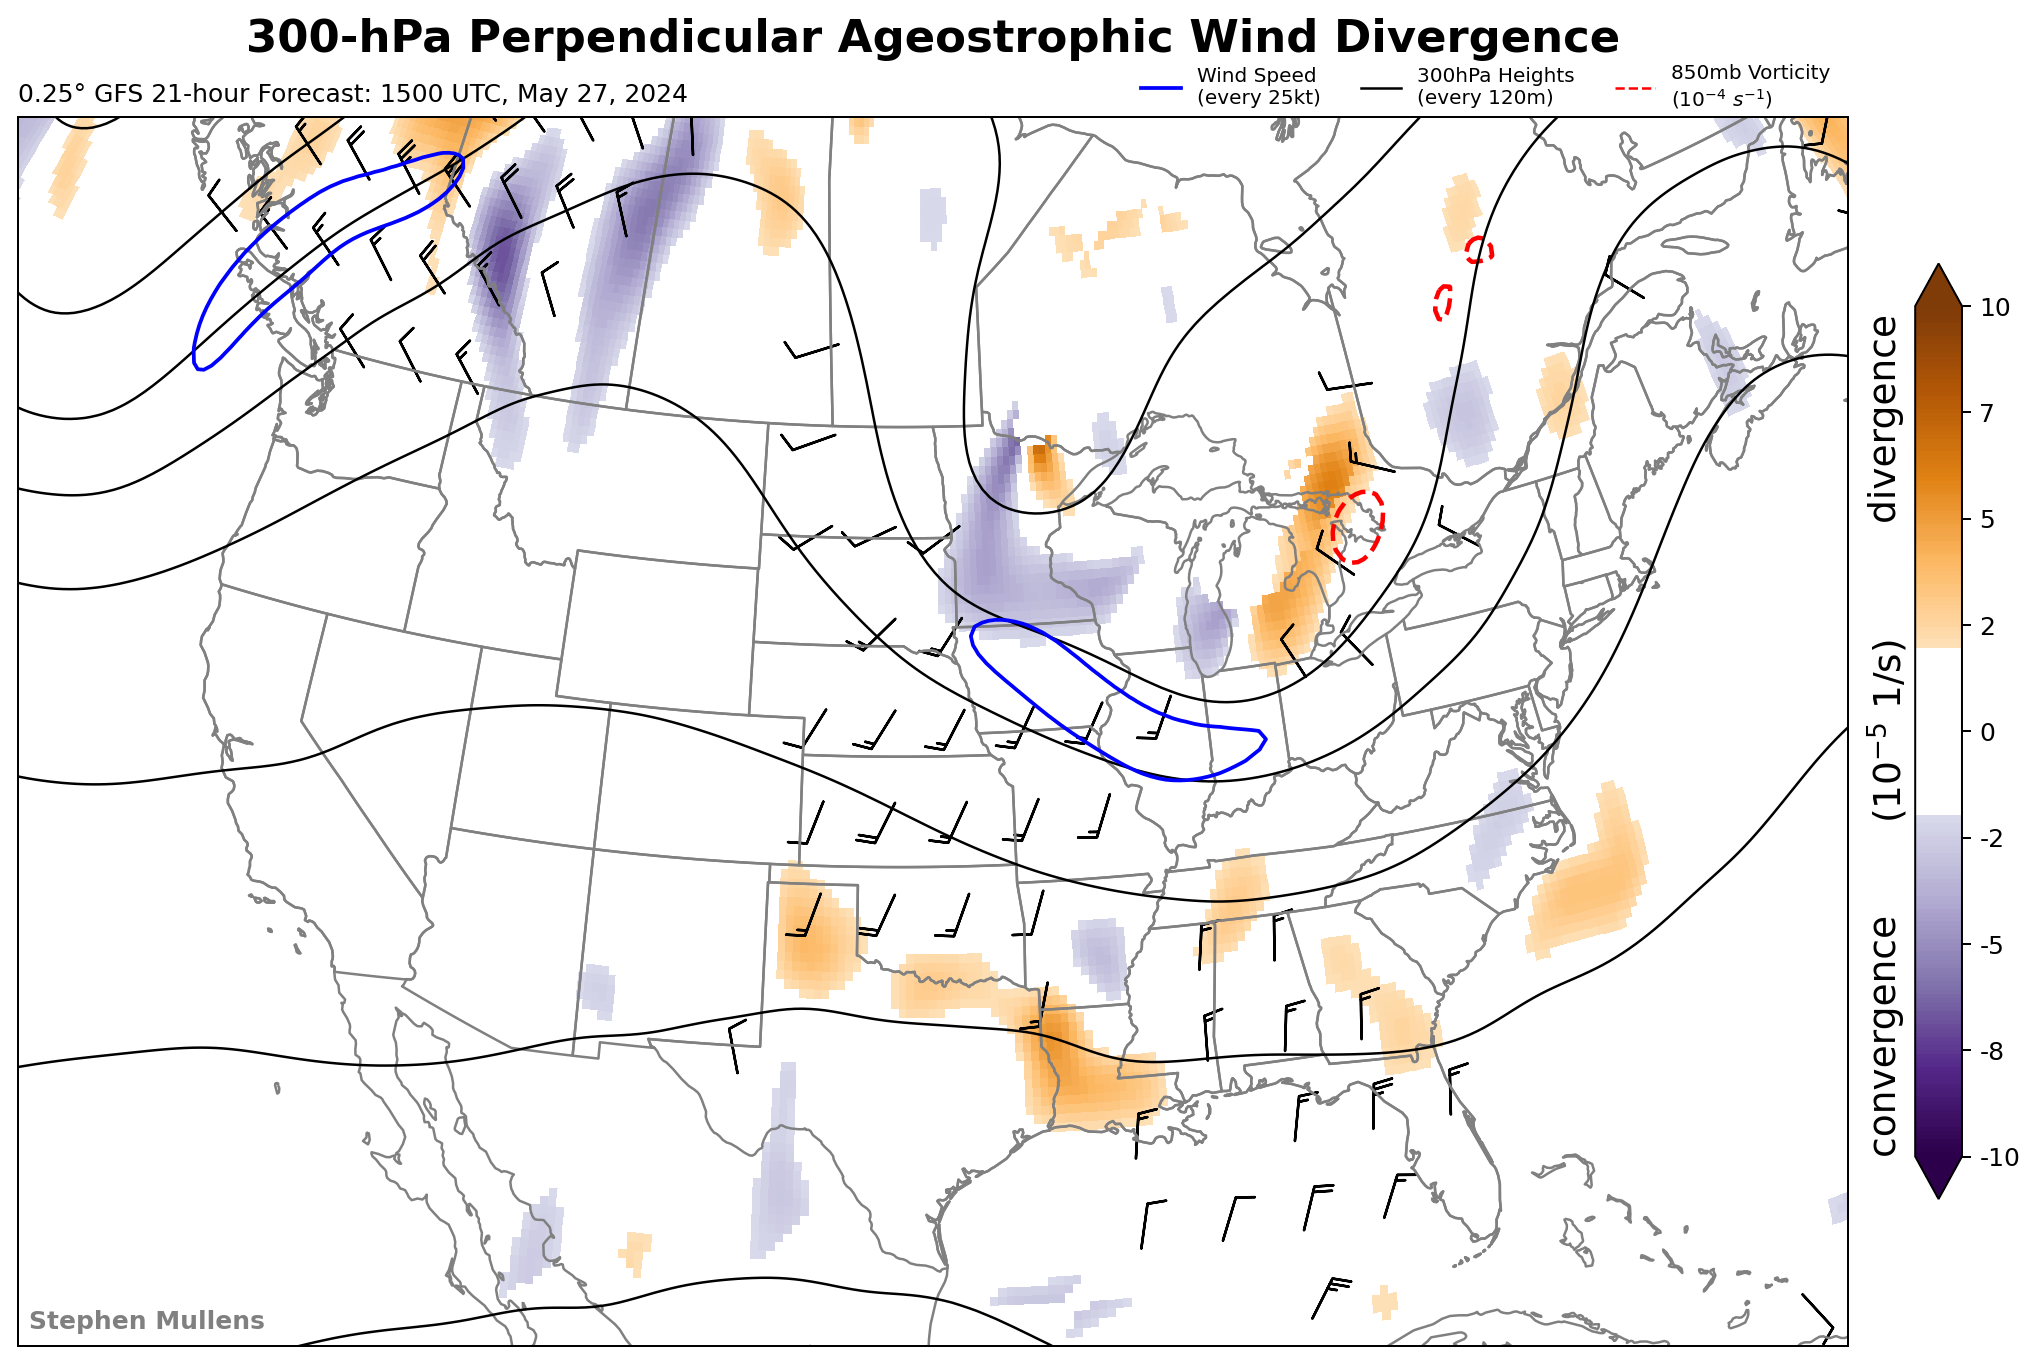 300-hPa Perpendicular Ageostrophic Wind Divergence
0.25° GFS 21-hour Forecast: 1500 UTC, May 27, 2024
Wind Speed
(every 25kt)
300hPa Heights
(every 120m)
850mb Vorticity
(10⁻⁴ s⁻¹)
10
7
5
2
0
-2
-5
-8
-10
convergence (10⁻⁵ 1/s) divergence
Stephen Mullens